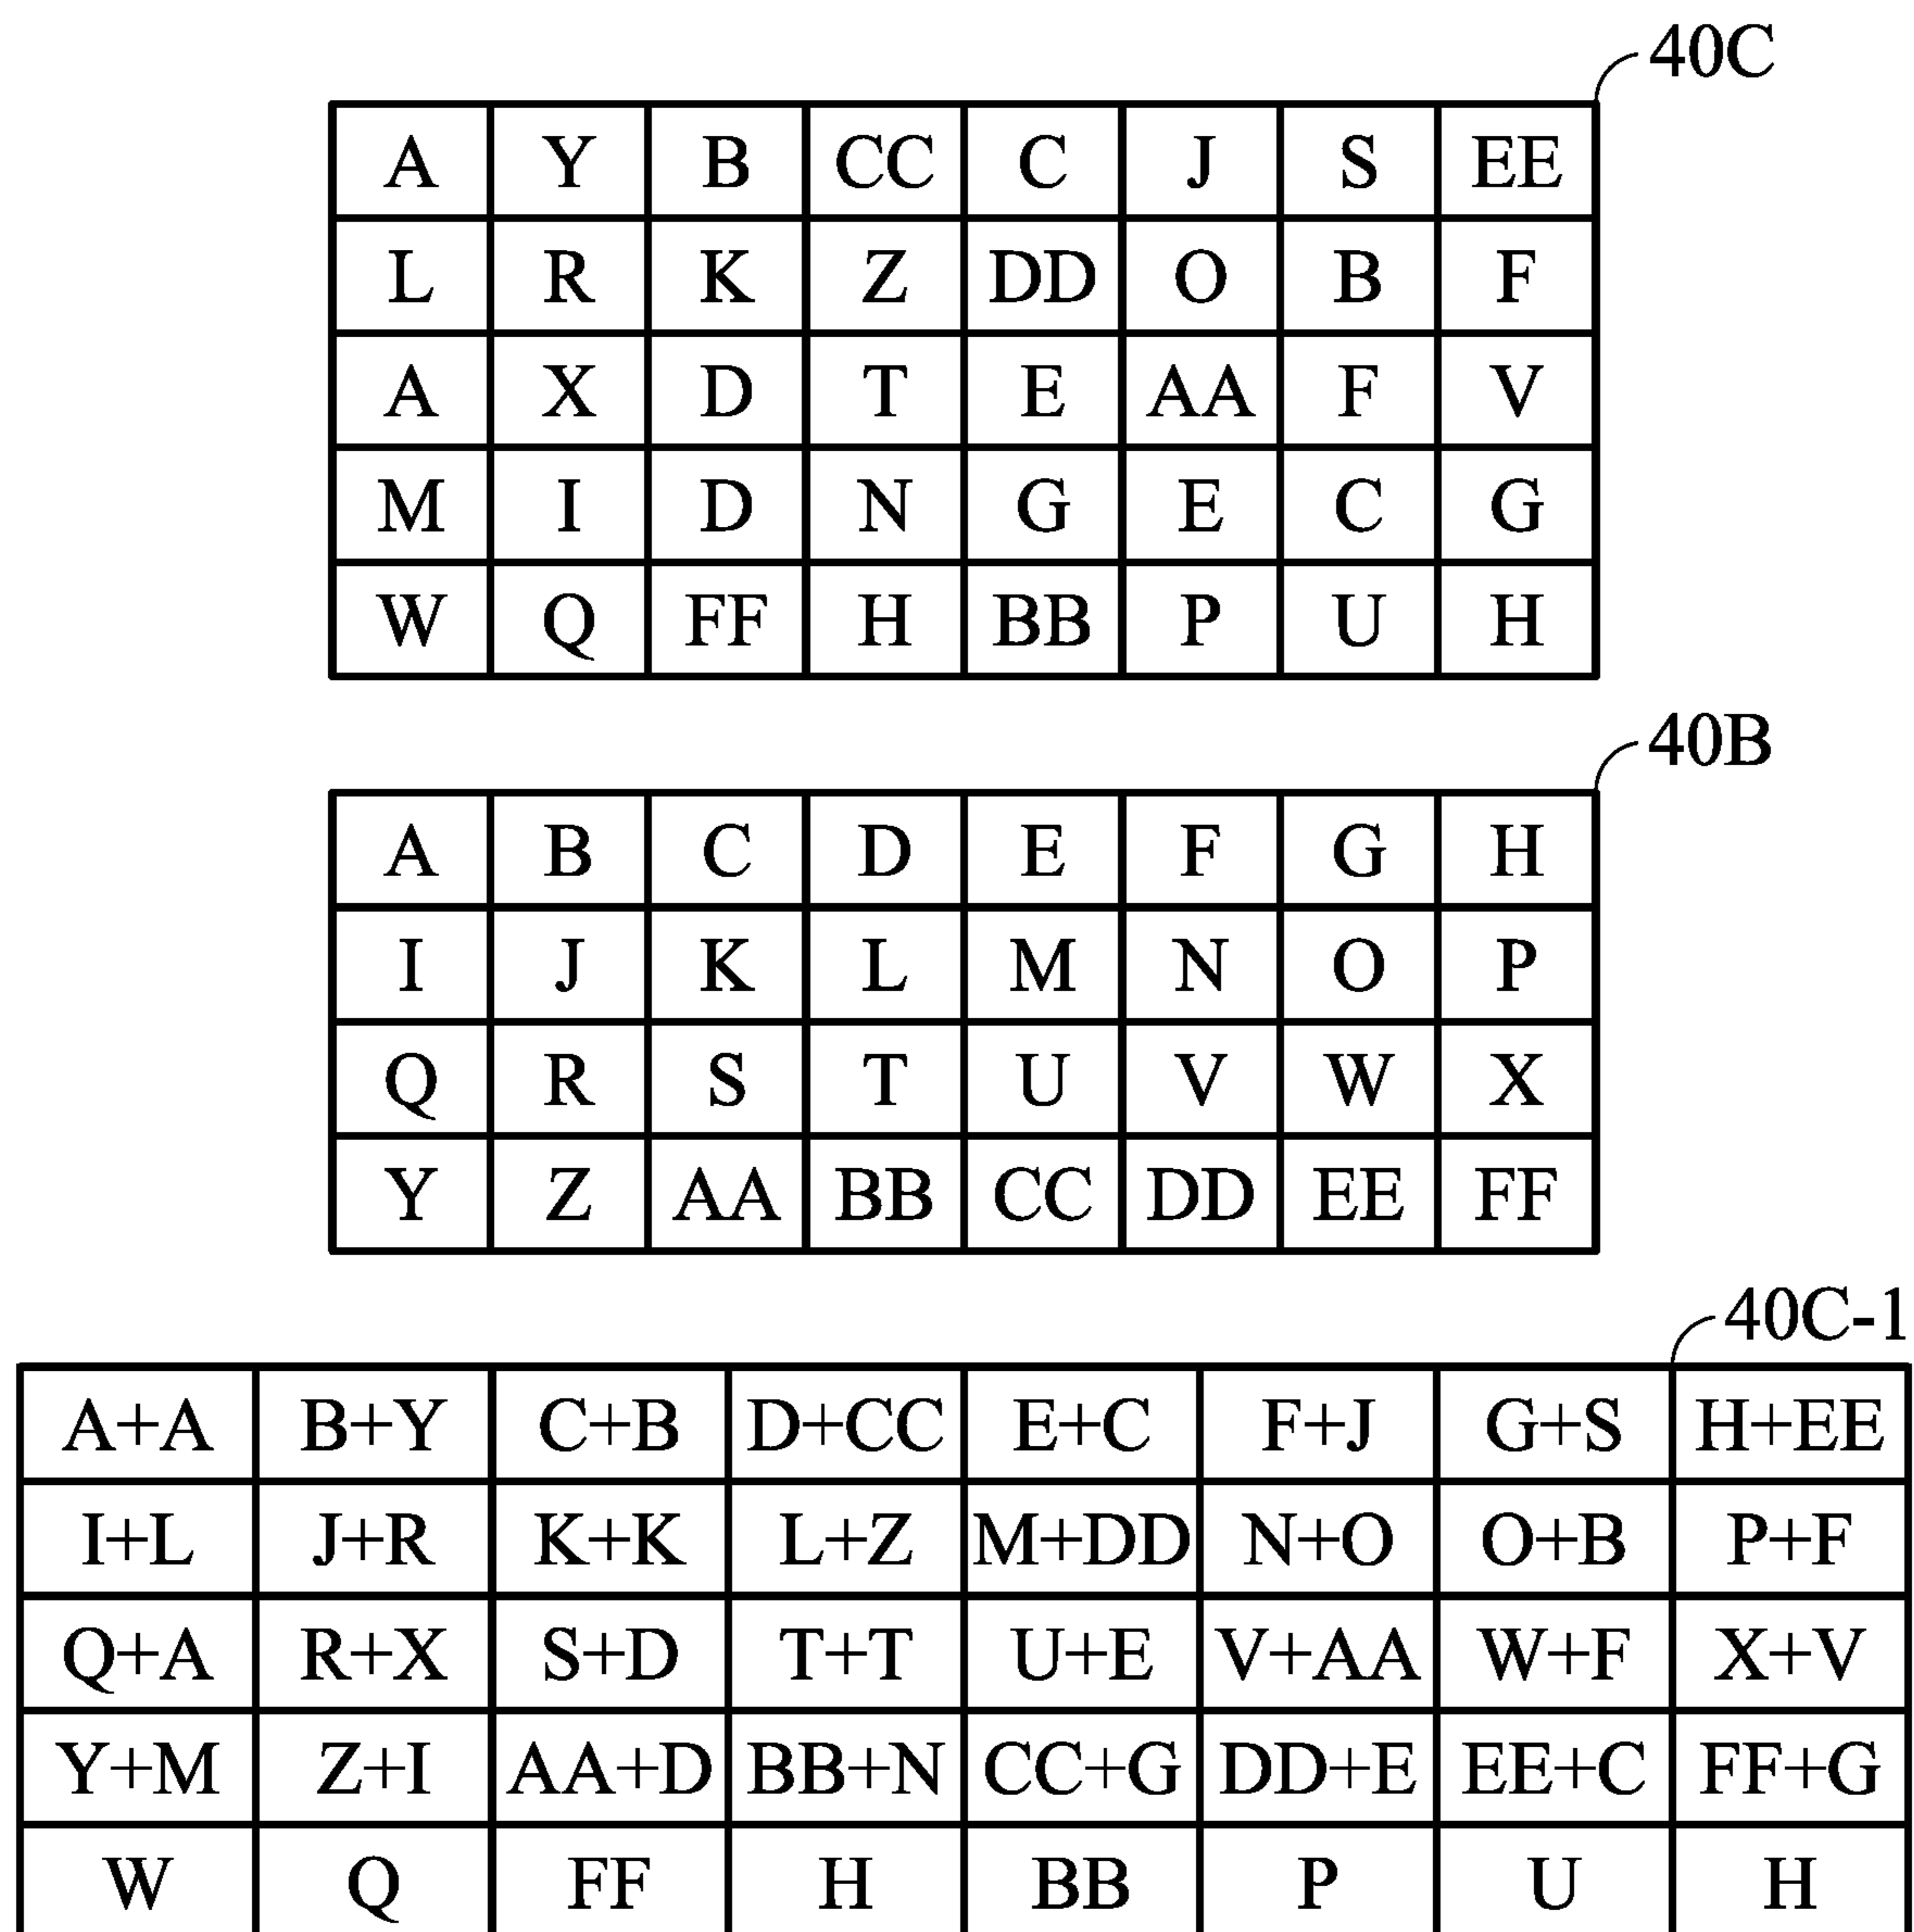 40C
A Y B CC C J S EE
L R K Z DD O B F
A X D T E AA F V
M I D N G E C G
W Q FF H BB P U H
40B
A B C D E F G H
I J K L M N O P
Q R S T U V W X
Y Z AA BB CC DD EE FF
40C-1
A+A B+Y C+B D+CC E+C F+J G+S H+EE
I+L J+R K+K L+Z M+DD N+O O+B P+F
Q+A R+X S+D T+T U+E V+AA W+F X+V
Y+M Z+I AA+D BB+N CC+G DD+E EE+C FF+G
W Q FF H BB P U H